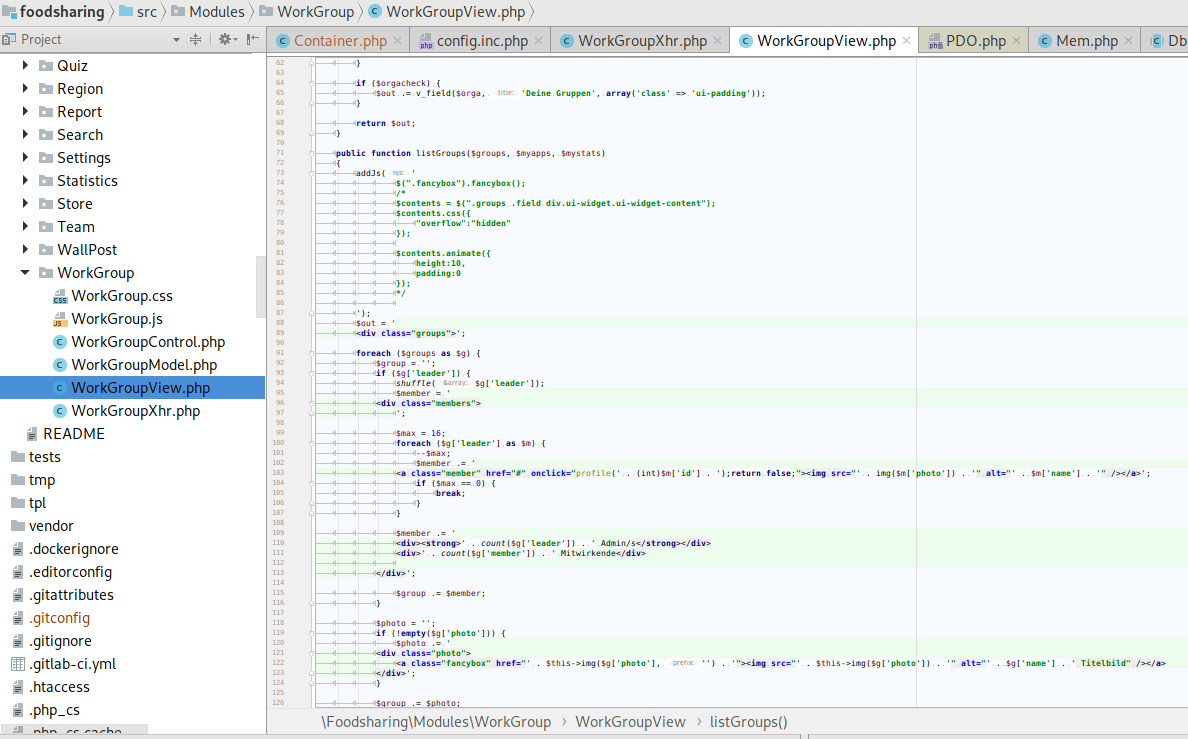 foodsharing src Modules WorkGroup WorkGroupView.php
Project
Container.php config.inc.php WorkGroupXhr.php WorkGroupView.php PDO.php Mem.php Db
Quiz
Region
Report
Search
Settings
Statistics
Store
Team
WallPost
WorkGroup
WorkGroup.css
WorkGroup.js
WorkGroupControl.php
WorkGroupModel.php
WorkGroupView.php
WorkGroupXhr.php
README
tests
tmp
tpl
vendor
.dockerignore
.editorconfig
.gitattributes
.gitconfig
.gitignore
.gitlab-ci.yml
.htaccess
.php_cs
.php_cs.cache
62 }
63
64 if ($orgacheck) {
65 $out .= v_field($orga, title: 'Deine Gruppen', array('class' => 'ui-padding'));
66 }
67
68 return $out;
69 }
70
71 public function listGroups($groups, $myapps, $mystats)
72 {
73 addJs( njs: '
74 $(".fancybox").fancybox();
75 /*
76 $contents = $(".groups .field div.ui-widget.ui-widget-content");
77 $contents.css({
78 "overflow":"hidden"
79 });
80
81 $contents.animate({
82 height:10,
83 padding:0
84 });
85 */
86
87 ');
88 $out = '
89 <div class="groups">';
90
91 foreach ($groups as $g) {
92 $group = '';
93 if ($g['leader']) {
94 shuffle( &array: $g['leader']);
95 $member = '
96 <div class="members">
97 ';
98
99 $max = 16;
100 foreach ($g['leader'] as $m) {
101 --$max;
102 $member .= '
103 <a class="member" href="#" onclick="profile(' . (int)$m['id'] . ');return false;"><img src="' . img($m['photo']) . '" alt="' . $m['name'] . '" /></a>';
104 if ($max == 0) {
105 break;
106 }
107 }
108
109 $member .= '
110 <div><strong>' . count($g['leader']) . ' Admin/s</strong></div>
111 <div>' . count($g['member']) . ' Mitwirkende</div>
112
113 </div>';
114
115 $group .= $member;
116 }
117
118 $photo = '';
119 if (!empty($g['photo'])) {
120 $photo .= '
121 <div class="photo">
122 <a class="fancybox" href="' . $this->img($g['photo'], prefix: '') . '"><img src="' . $this->img($g['photo']) . '" alt="' . $g['name'] . ' Titelbild" /></a>
123 </div>';
124 }
125
126 $group .= $photo;
\Foodsharing\Modules\WorkGroup WorkGroupView listGroups()